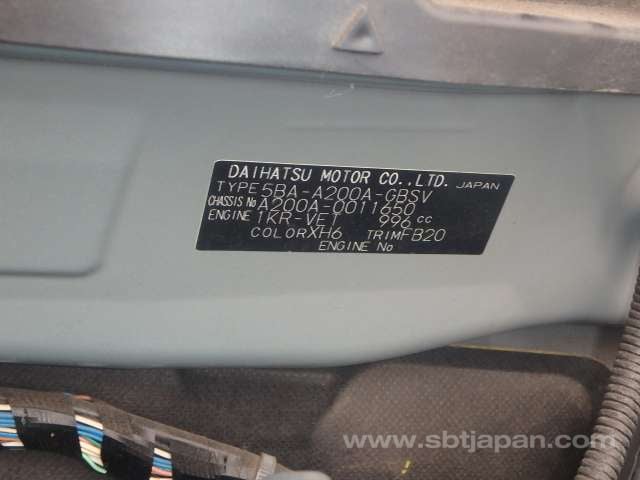 DAIHATSU MOTOR CO.,LTD. JAPAN
TYPE 5BA-A200A-GBSV
CHASSIS No A200A-0011650
ENGINE 1KR-VET 996 cc
COLOR XH6 TRIM FB20
ENGINE No
www.sbtjapan.com